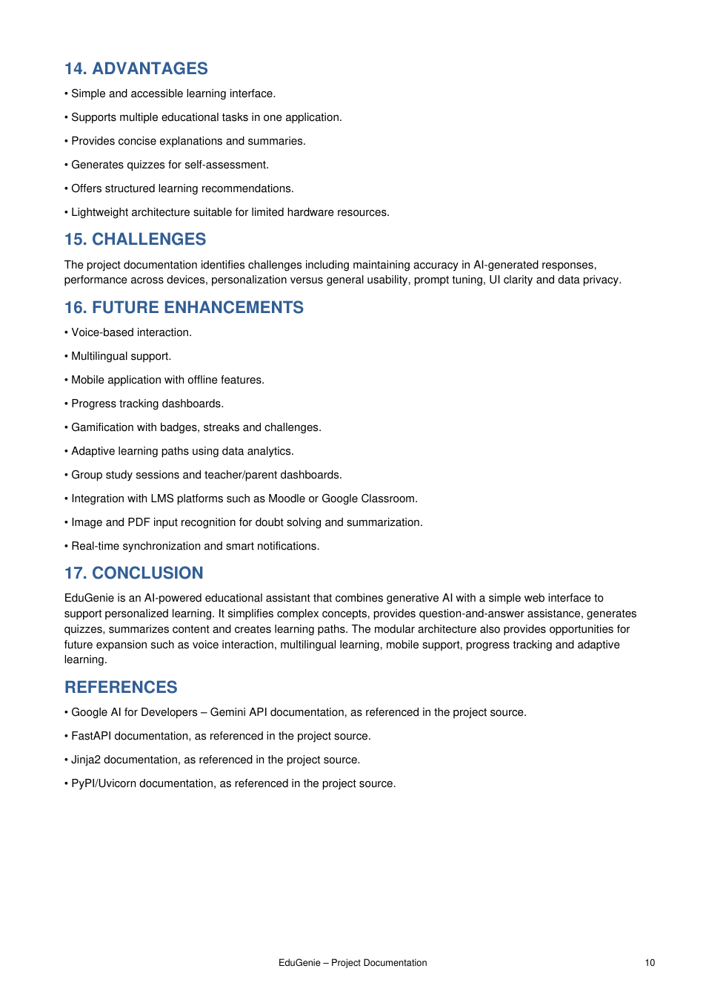 14. ADVANTAGES
• Simple and accessible learning interface.
• Supports multiple educational tasks in one application.
• Provides concise explanations and summaries.
• Generates quizzes for self-assessment.
• Offers structured learning recommendations.
• Lightweight architecture suitable for limited hardware resources.
15. CHALLENGES
The project documentation identifies challenges including maintaining accuracy in AI-generated responses,
performance across devices, personalization versus general usability, prompt tuning, UI clarity and data privacy.
16. FUTURE ENHANCEMENTS
• Voice-based interaction.
• Multilingual support.
• Mobile application with offline features.
• Progress tracking dashboards.
• Gamification with badges, streaks and challenges.
• Adaptive learning paths using data analytics.
• Group study sessions and teacher/parent dashboards.
• Integration with LMS platforms such as Moodle or Google Classroom.
• Image and PDF input recognition for doubt solving and summarization.
• Real-time synchronization and smart notifications.
17. CONCLUSION
EduGenie is an AI-powered educational assistant that combines generative AI with a simple web interface to
support personalized learning. It simplifies complex concepts, provides question-and-answer assistance, generates
quizzes, summarizes content and creates learning paths. The modular architecture also provides opportunities for
future expansion such as voice interaction, multilingual learning, mobile support, progress tracking and adaptive
learning.
REFERENCES
• Google AI for Developers – Gemini API documentation, as referenced in the project source.
• FastAPI documentation, as referenced in the project source.
• Jinja2 documentation, as referenced in the project source.
• PyPI/Uvicorn documentation, as referenced in the project source.
EduGenie – Project Documentation 10